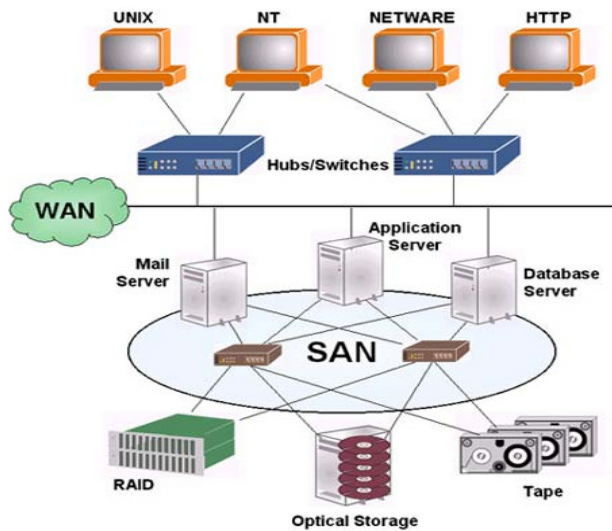 UNIX
NT
NETWARE
HTTP
Hubs/Switches
WAN
Mail
Server
Application
Server
Database
Server
SAN
RAID
Optical Storage
Tape